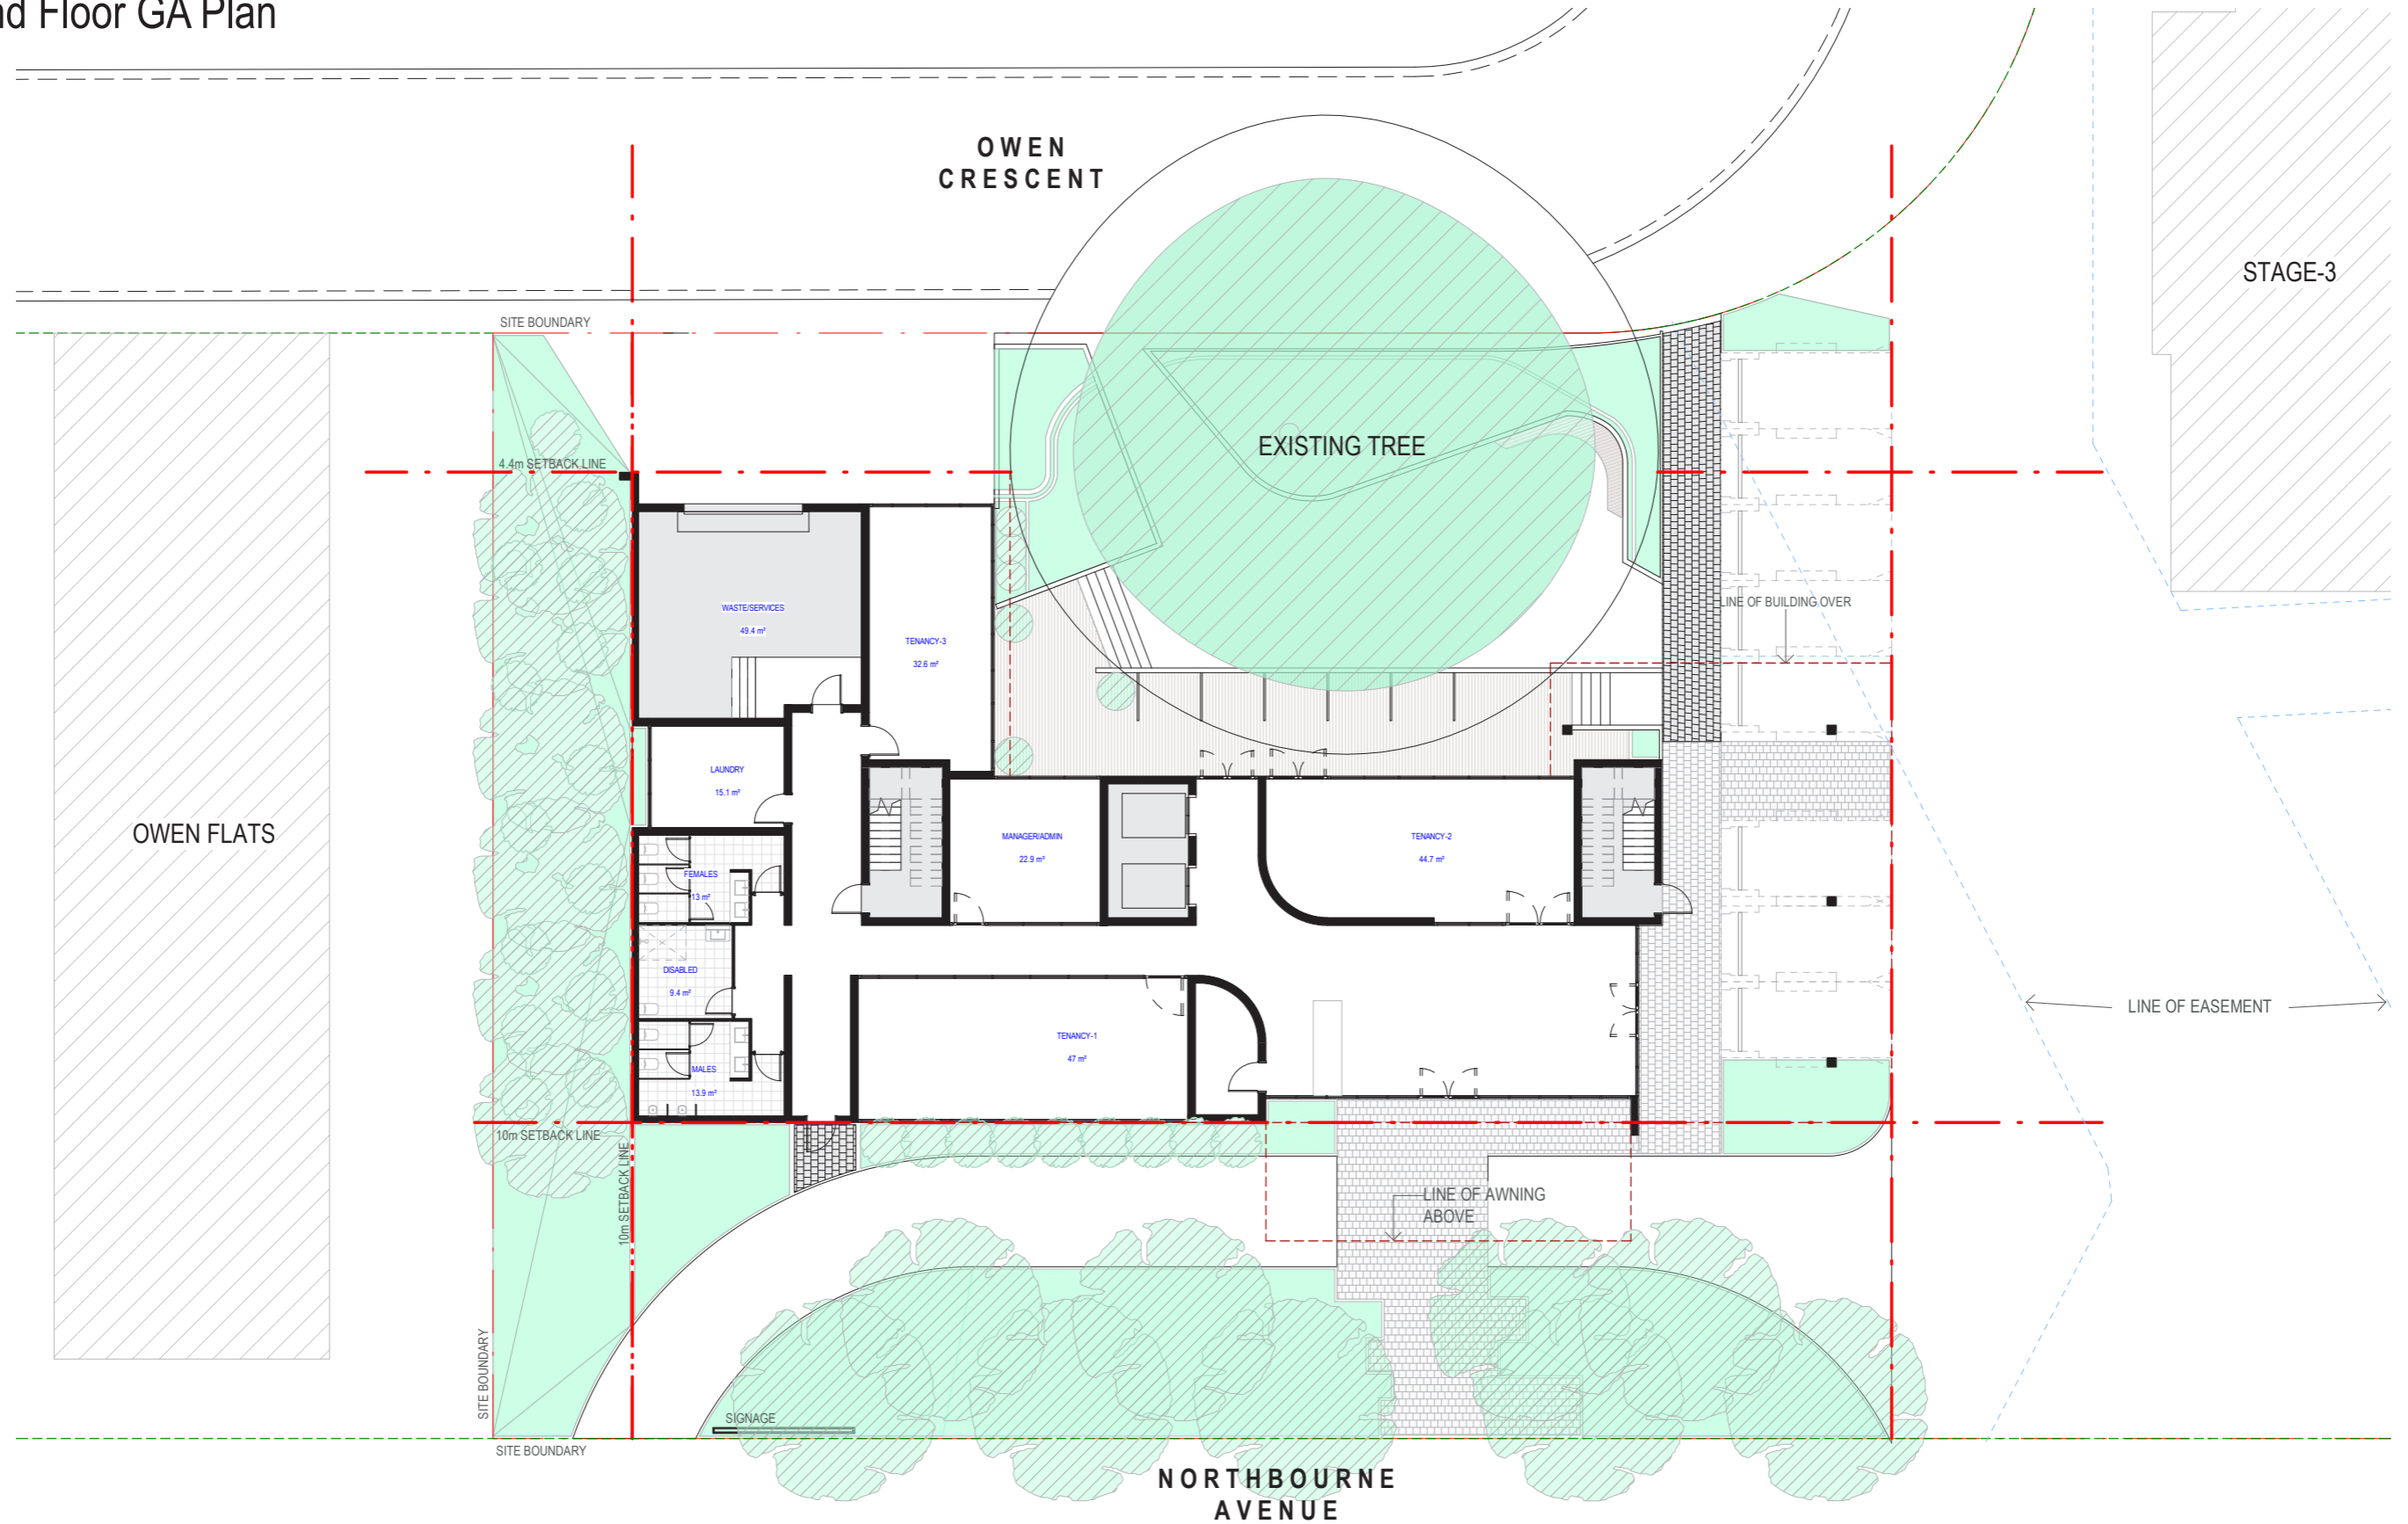 nd Floor GA Plan
OWEN
CRESCENT
STAGE-3
SITE BOUNDARY
EXISTING TREE
4.4m SETBACK LINE
WASTE/SERVICES
49.4 m²
LINE OF BUILDING OVER
TENANCY-3
32.6 m²
LAUNDRY
15.1 m²
OWEN FLATS
MANAGER/ADMIN
22.9 m²
TENANCY-2
44.7 m²
FEMALES
13 m²
DISABLED
9.4 m²
LINE OF EASEMENT
TENANCY-1
47 m²
MALES
13.9 m²
10m SETBACK LINE
10m SETBACK LINE
LINE OF AWNING
ABOVE
SITE BOUNDARY
SIGNAGE
SITE BOUNDARY
NORTHBOURNE
AVENUE